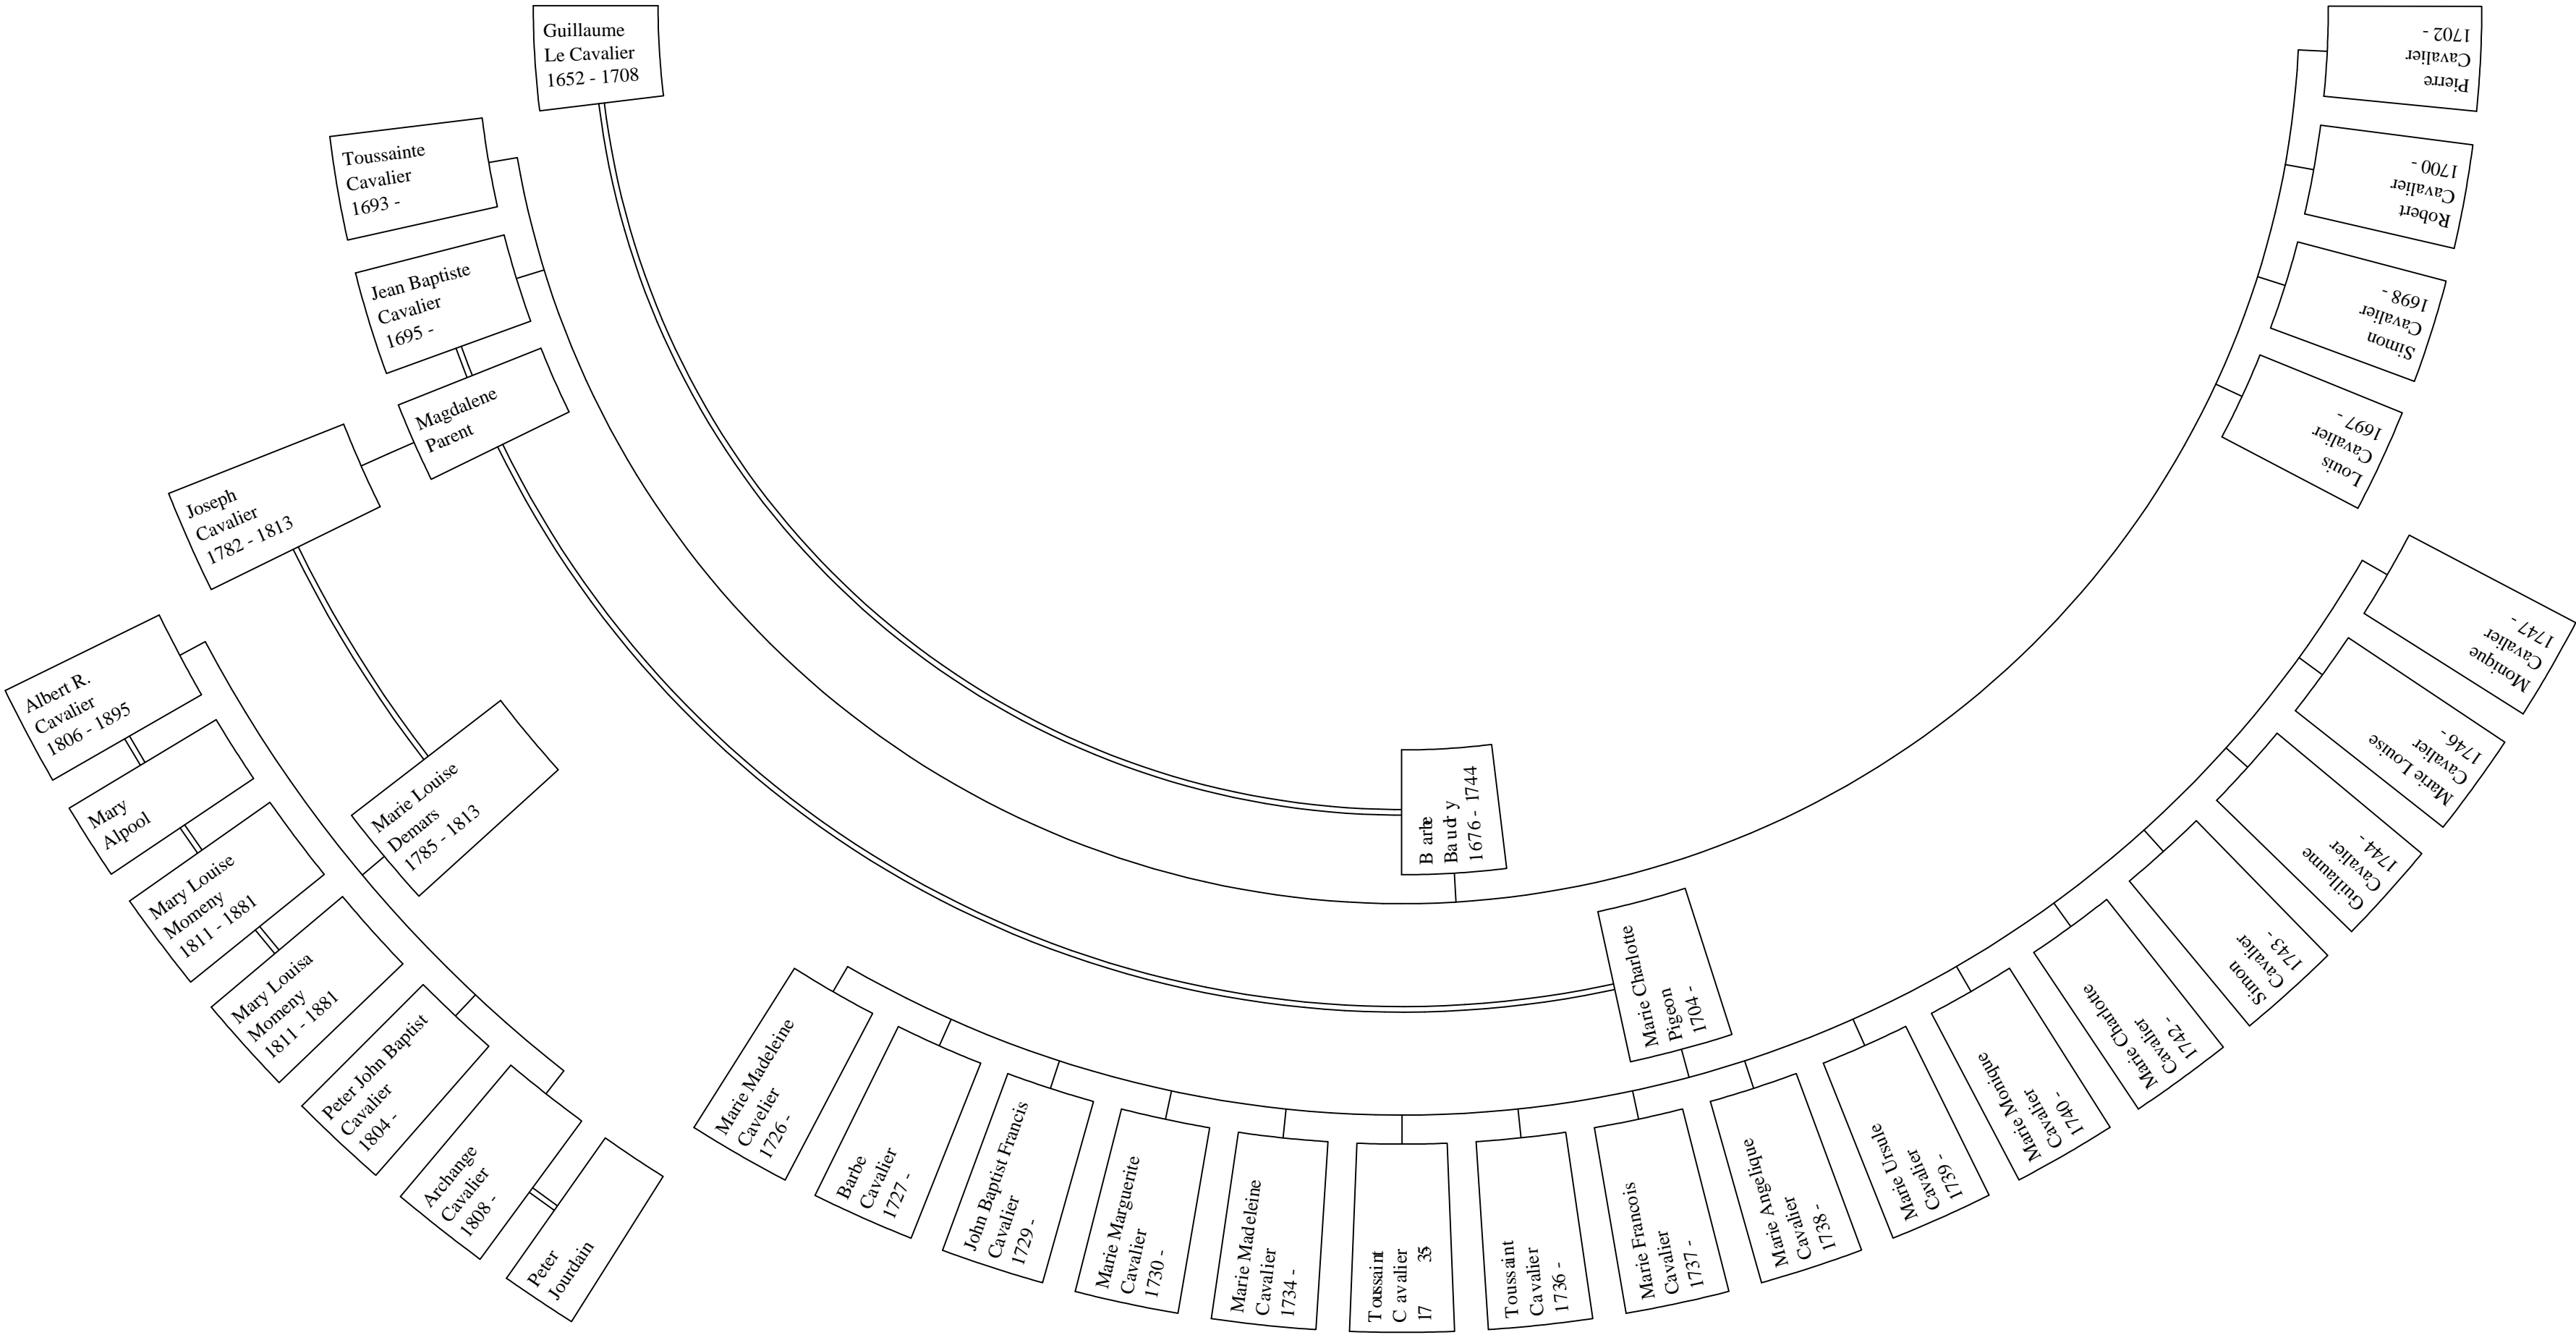 Guillaume
Le Cavalier
1652 - 1708
Toussainte
Cavalier
1693 -
Jean Baptiste
Cavalier
1695 -
Magdalene
Parent
Joseph
Cavalier
1782 - 1813
Albert R.
Cavalier
1806 - 1895
Mary
Alpool
Mary Louise
Momeny
1811 - 1881
Mary Louisa
Momeny
1811 - 1881
Peter John Baptist
Cavalier
1804 -
Archange
Cavalier
1808 -
Peter
Jourdain
Marie Louise
Demars
1785 - 1813
Barbe
Baudry
1676 - 1744
Marie Charlotte
Pigeon
1704 -
Marie Madeleine
Cavelier
1726 -
Barbe
Cavalier
1727 -
John Baptist Francis
Cavalier
1729 -
Marie Marguerite
Cavalier
1730 -
Marie Madeleine
Cavalier
1734 -
Toussaint
Cavalier
1735
Toussaint
Cavalier
1736 -
Marie Francois
Cavalier
1737 -
Marie Angelique
Cavalier
1738 -
Marie Ursule
Cavalier
1739 -
Marie Monique
Cavalier
1740 -
Marie Charlotte
Cavalier
1742 -
Simon
Cavalier
1743 -
Guillaume
Cavalier
1744 -
Marie Louise
Cavalier
1746 -
Monique
Cavalier
1747 -
Louis
Cavalier
1697 -
Simon
Cavalier
1698 -
Robert
Cavalier
1700 -
Pierre
Cavalier
1702 -